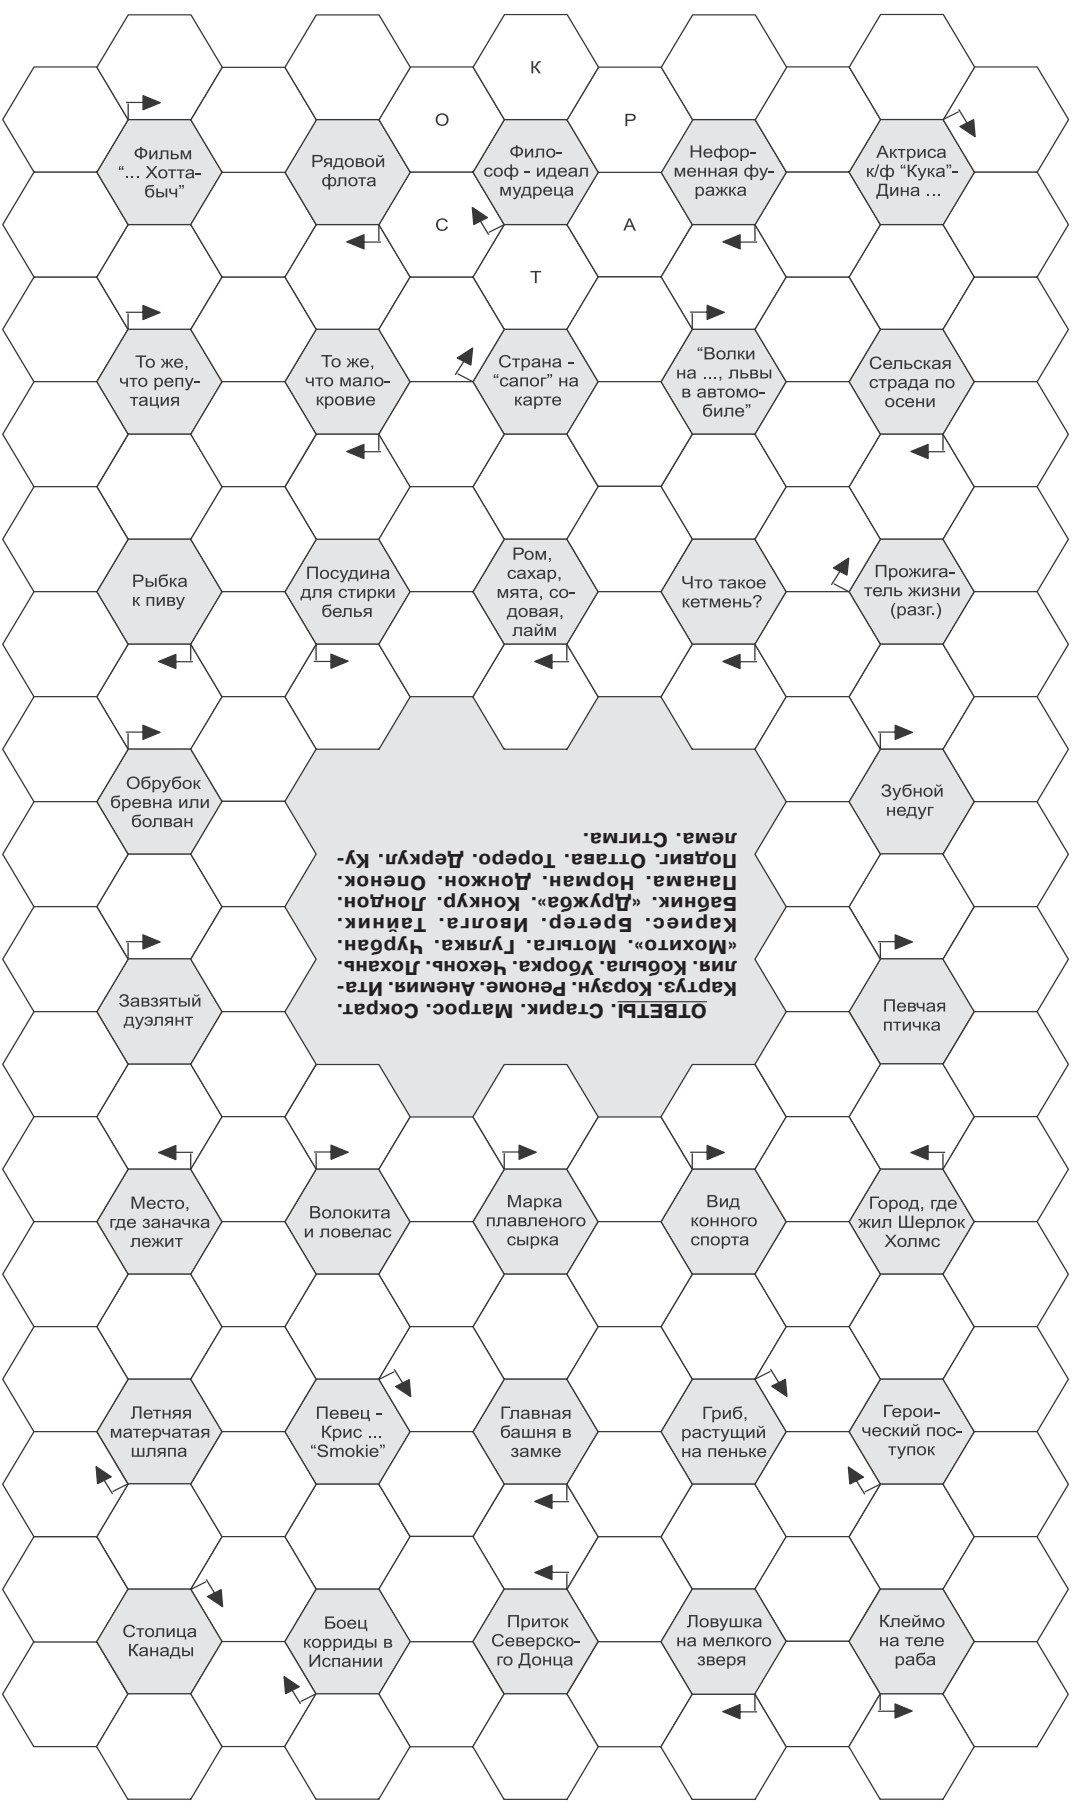 К
О
Р
Фильм
“... Хотта-
быч”
Рядовой
флота
Фило-
соф - идеал
мудреца
Нефор-
менная фу-
ражка
Актриса
к/ф “Кука”-
Дина ...
С
А
Т
То же,
что репу-
тация
То же,
что мало-
кровие
Страна -
“сапог” на
карте
“Волки
на ..., львы
в автомо-
биле”
Сельская
страда по
осени
Рыбка
к пиву
Посудина
для стирки
белья
Ром,
сахар,
мята, со-
довая,
лайм
Что такое
кетмень?
Прожига-
тель жизни
(разг.)
Обрубок
бревна или
болван
Зубной
недуг
ОТВЕТЫ. Старик. Матрос. Сократ.
Картуз. Корзун. Реноме. Анемия. Ита-
лия. Кобыла. Уборка. Чехонь. Лохань.
«Мохито». Мотыга. Гуляка. Чурбан.
Кариес. Бретер. Иволга. Тайник.
Бабник. «Дружба». Конкур. Лондон.
Панама. Норман. Донжон. Опенок.
Подвиг. Оттава. Тореро. Деркул. Ку-
лема. Стигма.
Завзятый
дуэлянт
Певчая
птичка
Место,
где заначка
лежит
Волокита
и ловелас
Марка
плавленого
сырка
Вид
конного
спорта
Город, где
жил Шерлок
Холмс
Летняя
матерчатая
шляпа
Певец -
Крис ...
“Smokie”
Главная
башня в
замке
Гриб,
растущий
на пеньке
Герои-
ческий пос-
тупок
Столица
Канады
Боец
корриды в
Испании
Приток
Северско-
го Донца
Ловушка
на мелкого
зверя
Клеймо
на теле
раба